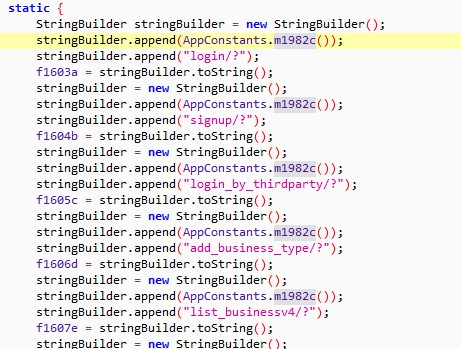 static {
StringBuilder stringBuilder = new StringBuilder();
stringBuilder.append(AppConstants.m1982c());
stringBuilder.append("login/?");
f1603a = stringBuilder.toString();
stringBuilder = new StringBuilder();
stringBuilder.append(AppConstants.m1982c());
stringBuilder.append("signup/?");
f1604b = stringBuilder.toString();
stringBuilder = new StringBuilder();
stringBuilder.append(AppConstants.m1982c());
stringBuilder.append("login_by_thirdparty/?");
f1605c = stringBuilder.toString();
stringBuilder = new StringBuilder();
stringBuilder.append(AppConstants.m1982c());
stringBuilder.append("add_business_type/?");
f1606d = stringBuilder.toString();
stringBuilder = new StringBuilder();
stringBuilder.append(AppConstants.m1982c());
stringBuilder.append("list_businessv4/?");
f1607e = stringBuilder.toString();
stringBuilder = new StringBuilder();